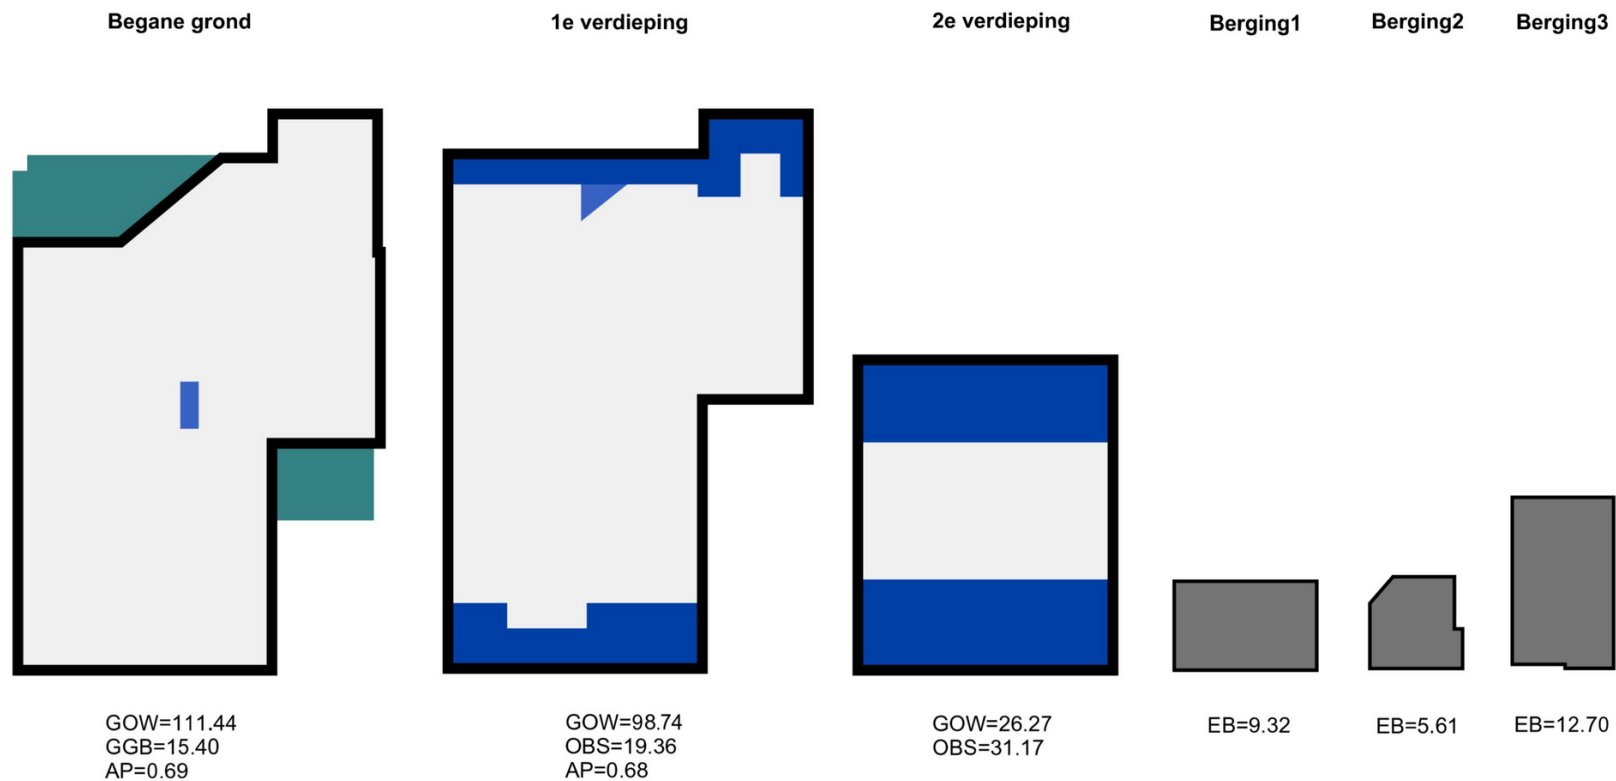 Begane grond
1e verdieping
2e verdieping
Berging1
Berging2
Berging3
GOW=111.44
GGB=15.40
AP=0.69
GOW=98.74
OBS=19.36
AP=0.68
GOW=26.27
OBS=31.17
EB=9.32
EB=5.61
EB=12.70